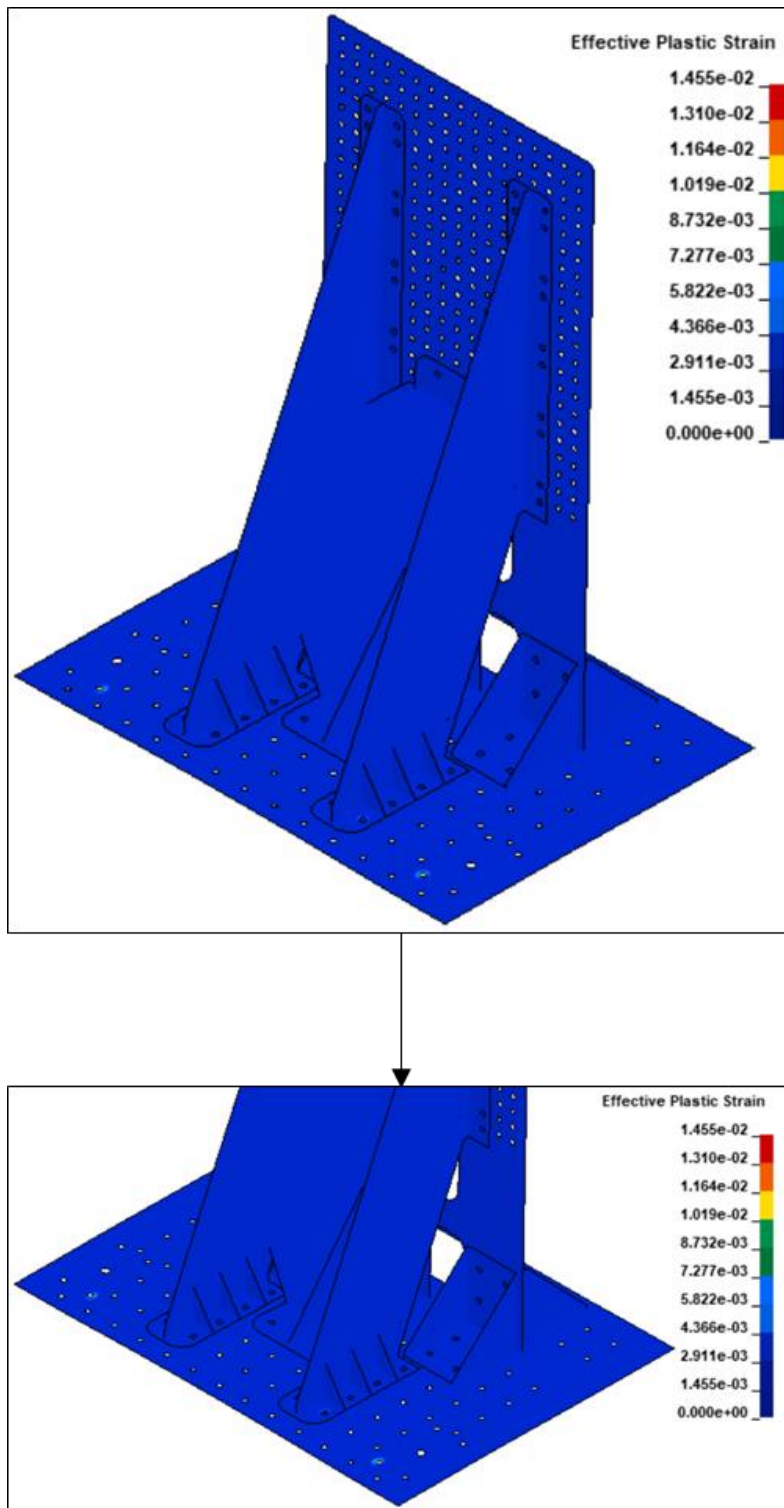 Effective Plastic Strain
1.455e-02
1.310e-02
1.164e-02
1.019e-02
8.732e-03
7.277e-03
5.822e-03
4.366e-03
2.911e-03
1.455e-03
0.000e+00
Effective Plastic Strain
1.455e-02
1.310e-02
1.164e-02
1.019e-02
8.732e-03
7.277e-03
5.822e-03
4.366e-03
2.911e-03
1.455e-03
0.000e+00